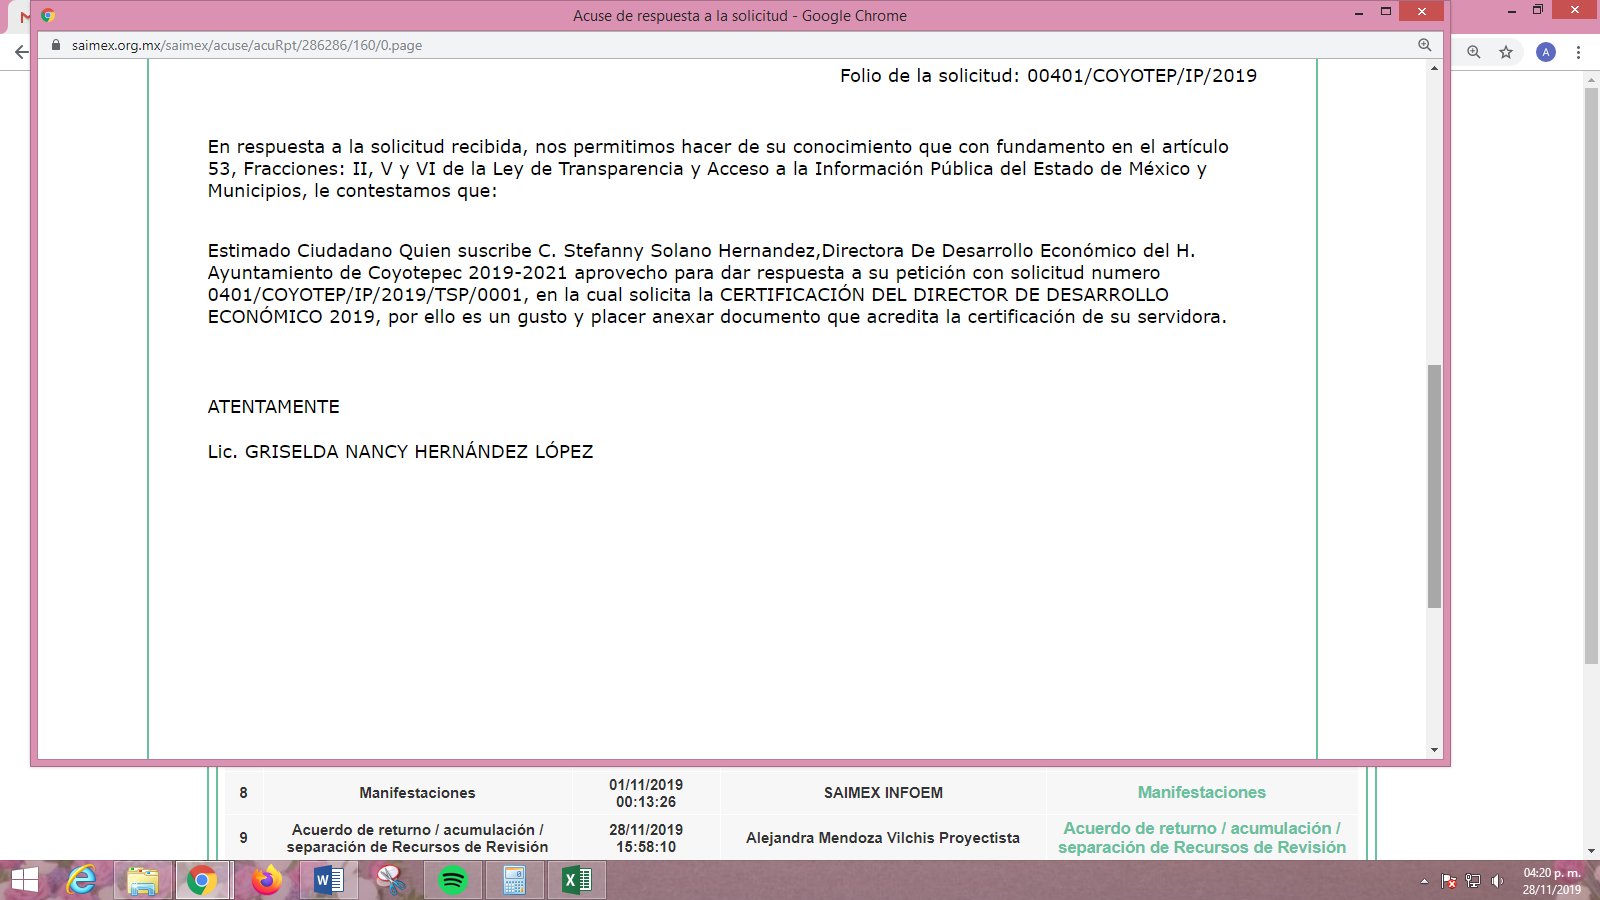 Acuse de respuesta a la solicitud - Google Chrome
saimex.org.mx/saimex/acuse/acuRpt/286286/160/0.page
A
Folio de la solicitud: 00401/COYOTEP/IP/2019
En respuesta a la solicitud recibida, nos permitimos hacer de su conocimiento que con fundamento en el artículo
53, Fracciones: II, V y VI de la Ley de Transparencia y Acceso a la Información Pública del Estado de México y
Municipios, le contestamos que:
Estimado Ciudadano Quien suscribe C. Stefanny Solano Hernandez,Directora De Desarrollo Económico del H.
Ayuntamiento de Coyotepec 2019-2021 aprovecho para dar respuesta a su petición con solicitud numero
0401/COYOTEP/IP/2019/TSP/0001, en la cual solicita la CERTIFICACIÓN DEL DIRECTOR DE DESARROLLO
ECONÓMICO 2019, por ello es un gusto y placer anexar documento que acredita la certificación de su servidora.
ATENTAMENTE
Lic. GRISELDA NANCY HERNÁNDEZ LÓPEZ
8 Manifestaciones 01/11/2019 00:13:26 SAIMEX INFOEM Manifestaciones
9 Acuerdo de returno / acumulación / separación de Recursos de Revisión 28/11/2019 15:58:10 Alejandra Mendoza Vilchis Proyectista Acuerdo de returno / acumulación / separación de Recursos de Revisión
04:20 p. m.
28/11/2019